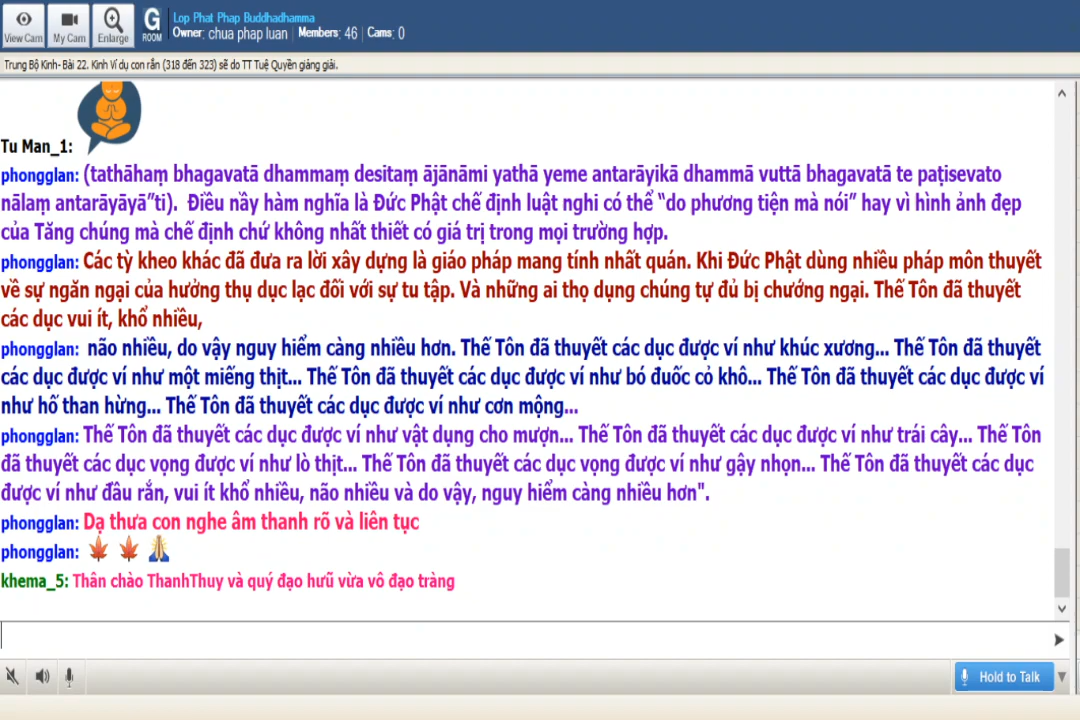 View Cam
My Cam
Enlarge
G
ROOM
Lop Phat Phap Buddhadhamma
Owner: chua phap luan | Members: 46 | Cams: 0
Trung Bộ Kinh- Bài 22. Kinh Ví dụ con rắn (318 đến 323) sẽ do TT Tuệ Quyền giảng giải.
Tu Man_1:
phongglan: (tathāhaṃ bhagavatā dhammaṃ desitaṃ ājānāmi yathā yeme antarāyikā dhammā vuttā bhagavatā te paṭisevato
nālaṃ antarāyāyā”ti). Điều nầy hàm nghĩa là Đức Phật chế định luật nghi có thể “do phương tiện mà nói” hay vì hình ảnh đẹp
của Tăng chúng mà chế định chứ không nhất thiết có giá trị trong mọi trường hợp.
phongglan: Các tỳ kheo khác đã đưa ra lời xây dựng là giáo pháp mang tính nhất quán. Khi Đức Phật dùng nhiều pháp môn thuyết
về sự ngăn ngại của hưởng thụ dục lạc đối với sự tu tập. Và những ai thọ dụng chúng tự đủ bị chướng ngại. Thế Tôn đã thuyết
các dục vui ít, khổ nhiều,
phongglan: não nhiều, do vậy nguy hiểm càng nhiều hơn. Thế Tôn đã thuyết các dục được ví như khúc xương... Thế Tôn đã thuyết
các dục được ví như một miếng thịt... Thế Tôn đã thuyết các dục được ví như bó đuốc cỏ khô... Thế Tôn đã thuyết các dục được ví
như hố than hừng... Thế Tôn đã thuyết các dục được ví như cơn mộng...
phongglan: Thế Tôn đã thuyết các dục được ví như vật dụng cho mượn... Thế Tôn đã thuyết các dục được ví như trái cây... Thế Tôn
đã thuyết các dục vọng được ví như lò thịt... Thế Tôn đã thuyết các dục vọng được ví như gậy nhọn... Thế Tôn đã thuyết các dục
được ví như đầu rắn, vui ít khổ nhiều, não nhiều và do vậy, nguy hiểm càng nhiều hơn".
phongglan: Dạ thưa con nghe âm thanh rõ và liên tục
phongglan:
khema_5: Thân chào ThanhThuy và quý đạo hưũ vừa vô đạo tràng
Hold to Talk